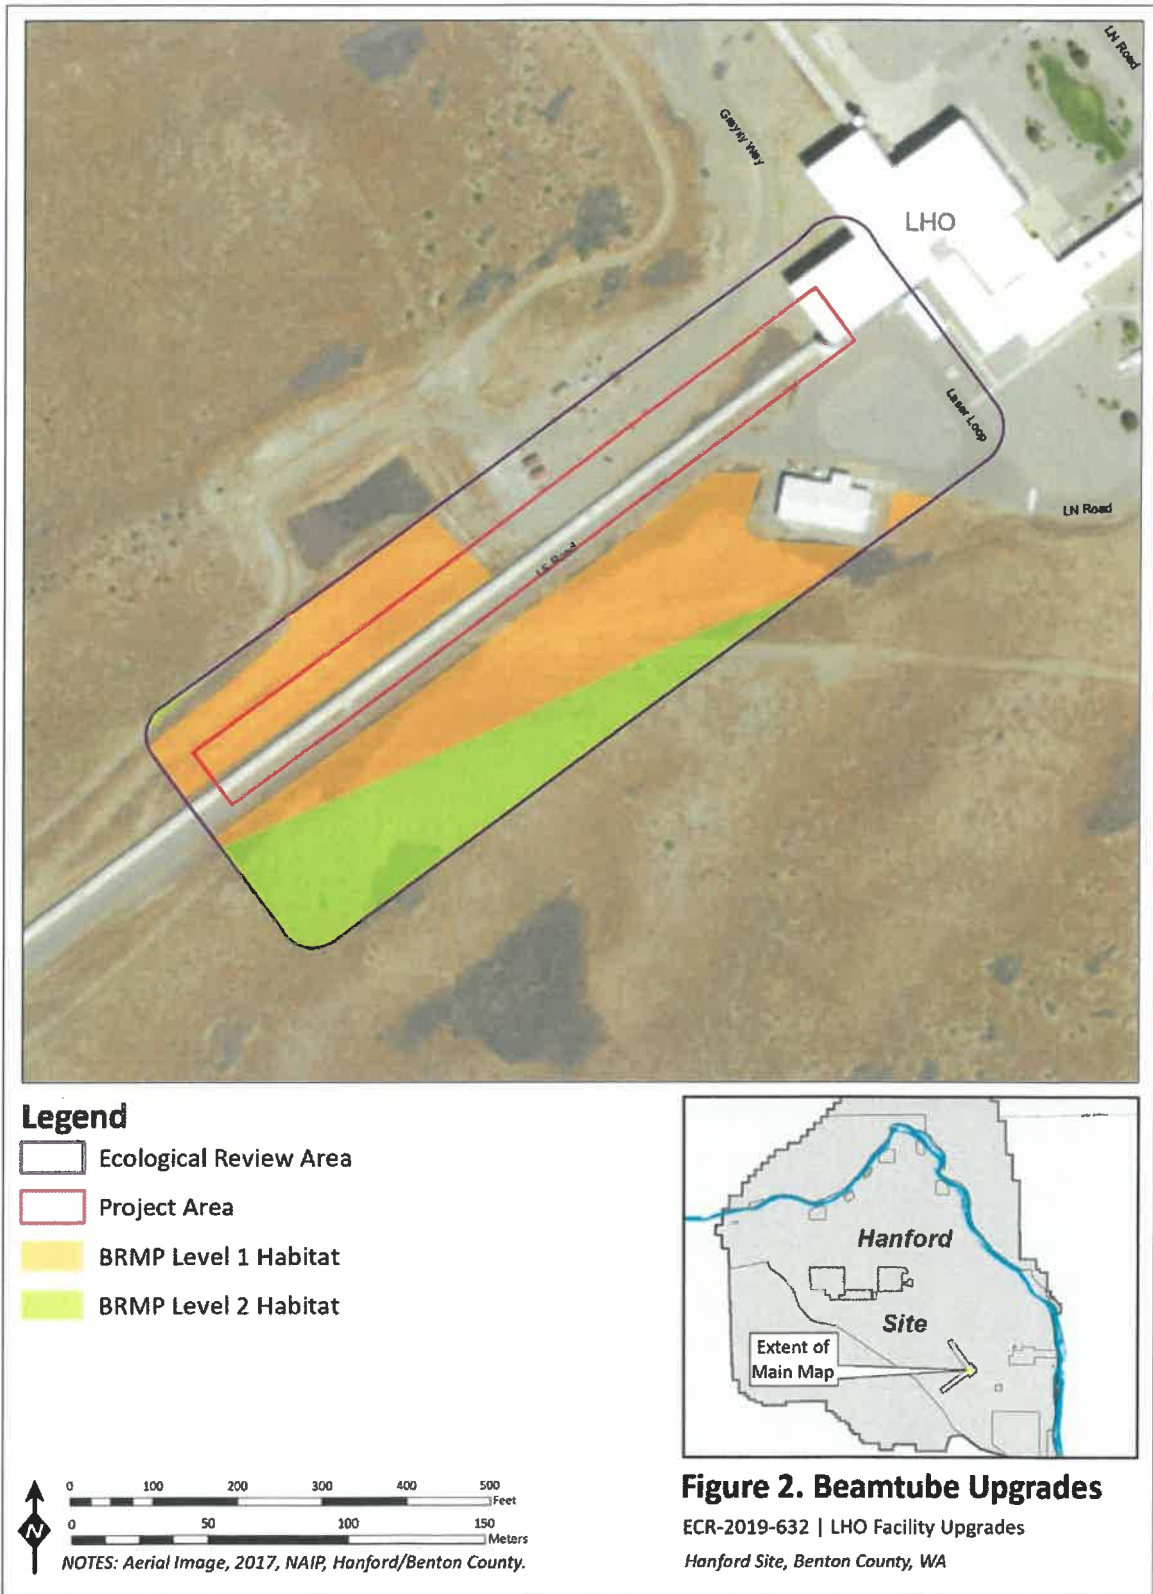 LN Road
Grayvy Way
LHO
Laser Loop
LN Road
LS Road
Legend
Ecological Review Area
Project Area
BRMP Level 1 Habitat
BRMP Level 2 Habitat
Hanford
Site
Extent of
Main Map
0 100 200 300 400 500
Feet
0 50 100 150
Meters
N
NOTES: Aerial Image, 2017, NAIP, Hanford/Benton County.
Figure 2. Beamtube Upgrades
ECR-2019-632 | LHO Facility Upgrades
Hanford Site, Benton County, WA